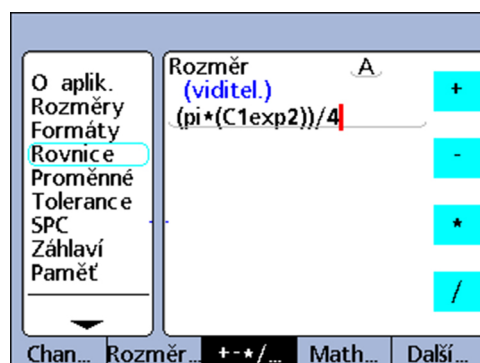 O aplik.
Rozměry
Formáty
Rovnice
Proměnné
Tolerance
SPC
Záhlaví
Paměť
Rozměr A
(viditel.)
(pi*(C1exp2))/4
+
-
*
/
Chan... Rozměr... +-*/... Math... Další...